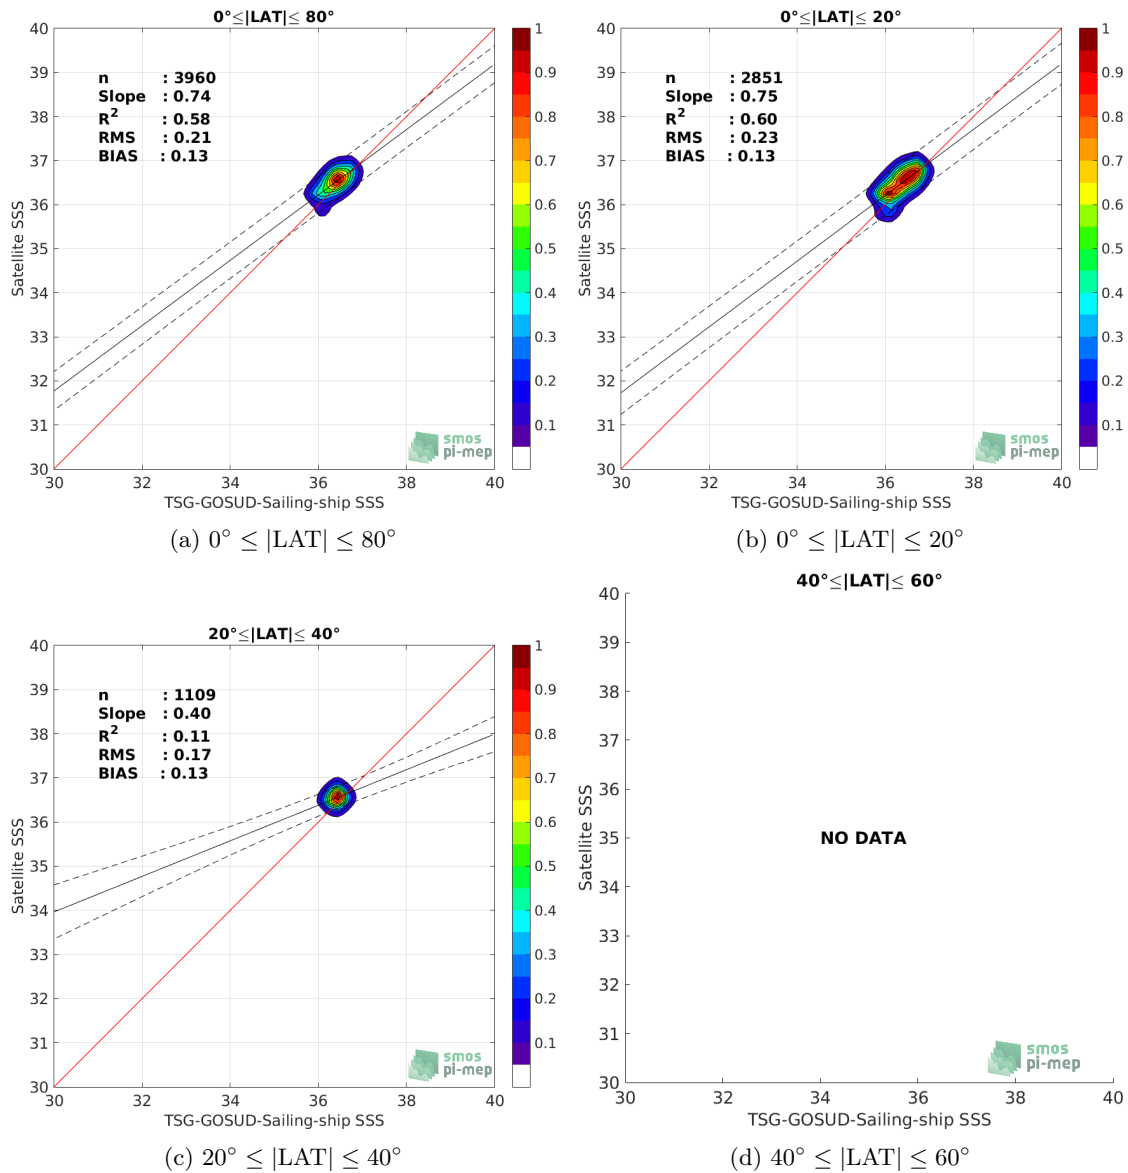 0°≤|LAT|≤ 80°
40
39
38
37
36
35
34
33
32
31
30
30 32 34 36 38 40
Satellite SSS
TSG-GOSUD-Sailing-ship SSS
n : 3960
Slope : 0.74
R² : 0.58
RMS : 0.21
BIAS : 0.13
smos
pi-mep
1
0.9
0.8
0.7
0.6
0.5
0.4
0.3
0.2
0.1
(a) 0° ≤ |LAT| ≤ 80°
0°≤|LAT|≤ 20°
40
39
38
37
36
35
34
33
32
31
30
30 32 34 36 38 40
Satellite SSS
TSG-GOSUD-Sailing-ship SSS
n : 2851
Slope : 0.75
R² : 0.60
RMS : 0.23
BIAS : 0.13
smos
pi-mep
1
0.9
0.8
0.7
0.6
0.5
0.4
0.3
0.2
0.1
(b) 0° ≤ |LAT| ≤ 20°
20°≤|LAT|≤ 40°
40
39
38
37
36
35
34
33
32
31
30
30 32 34 36 38 40
Satellite SSS
TSG-GOSUD-Sailing-ship SSS
n : 1109
Slope : 0.40
R² : 0.11
RMS : 0.17
BIAS : 0.13
smos
pi-mep
1
0.9
0.8
0.7
0.6
0.5
0.4
0.3
0.2
0.1
(c) 20° ≤ |LAT| ≤ 40°
40°≤|LAT|≤ 60°
40
39
38
37
36
35
34
33
32
31
30
30 32 34 36 38 40
Satellite SSS
TSG-GOSUD-Sailing-ship SSS
NO DATA
smos
pi-mep
(d) 40° ≤ |LAT| ≤ 60°